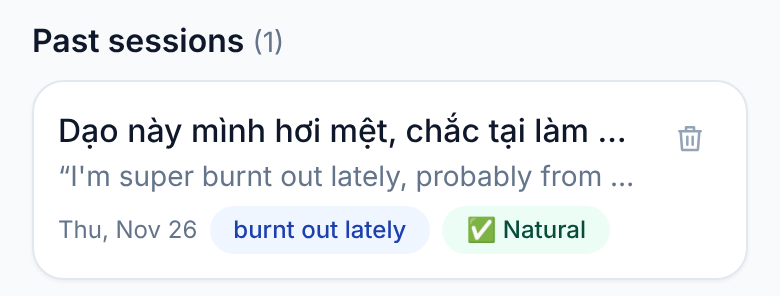 Past sessions (1)
Dạo này mình hơi mệt, chắc tại làm ...
“I'm super burnt out lately, probably from ...
Thu, Nov 26 burnt out lately ✅ Natural